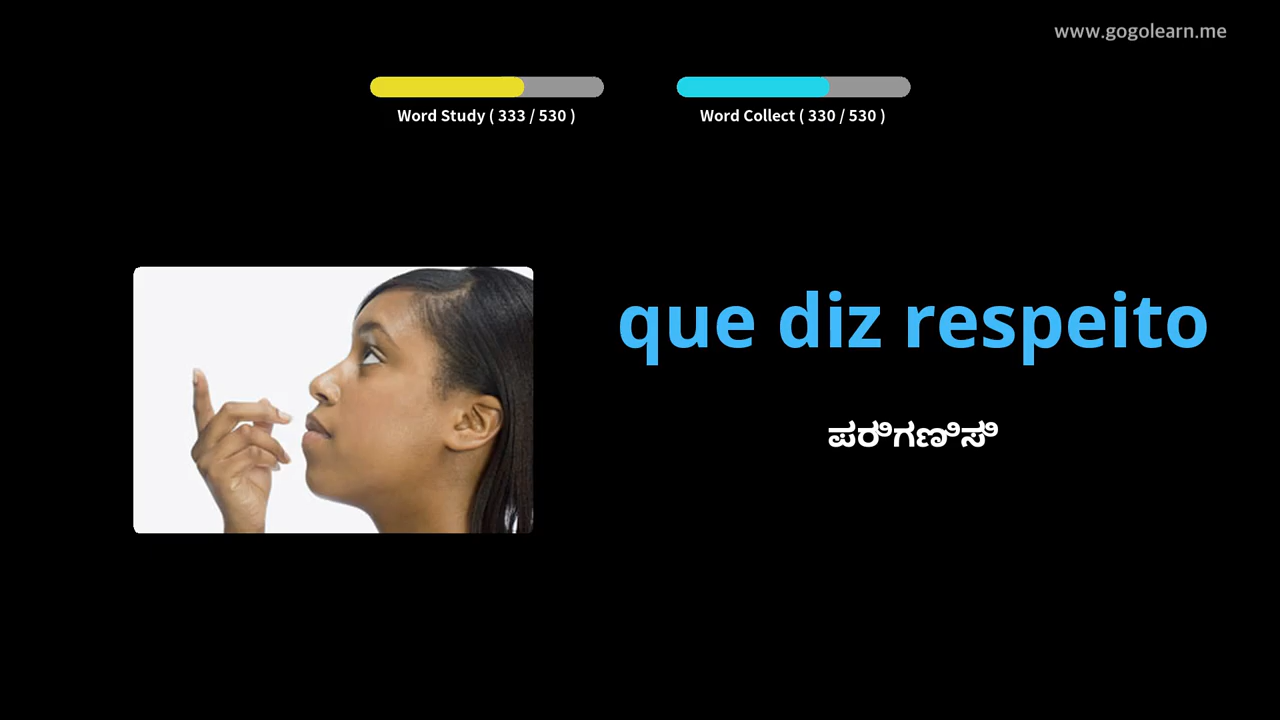 www.gogolearn.me
Word Study ( 333 / 530 )
Word Collect ( 330 / 530 )
que diz respeito
ಪರಿಗಣಿಸಿ